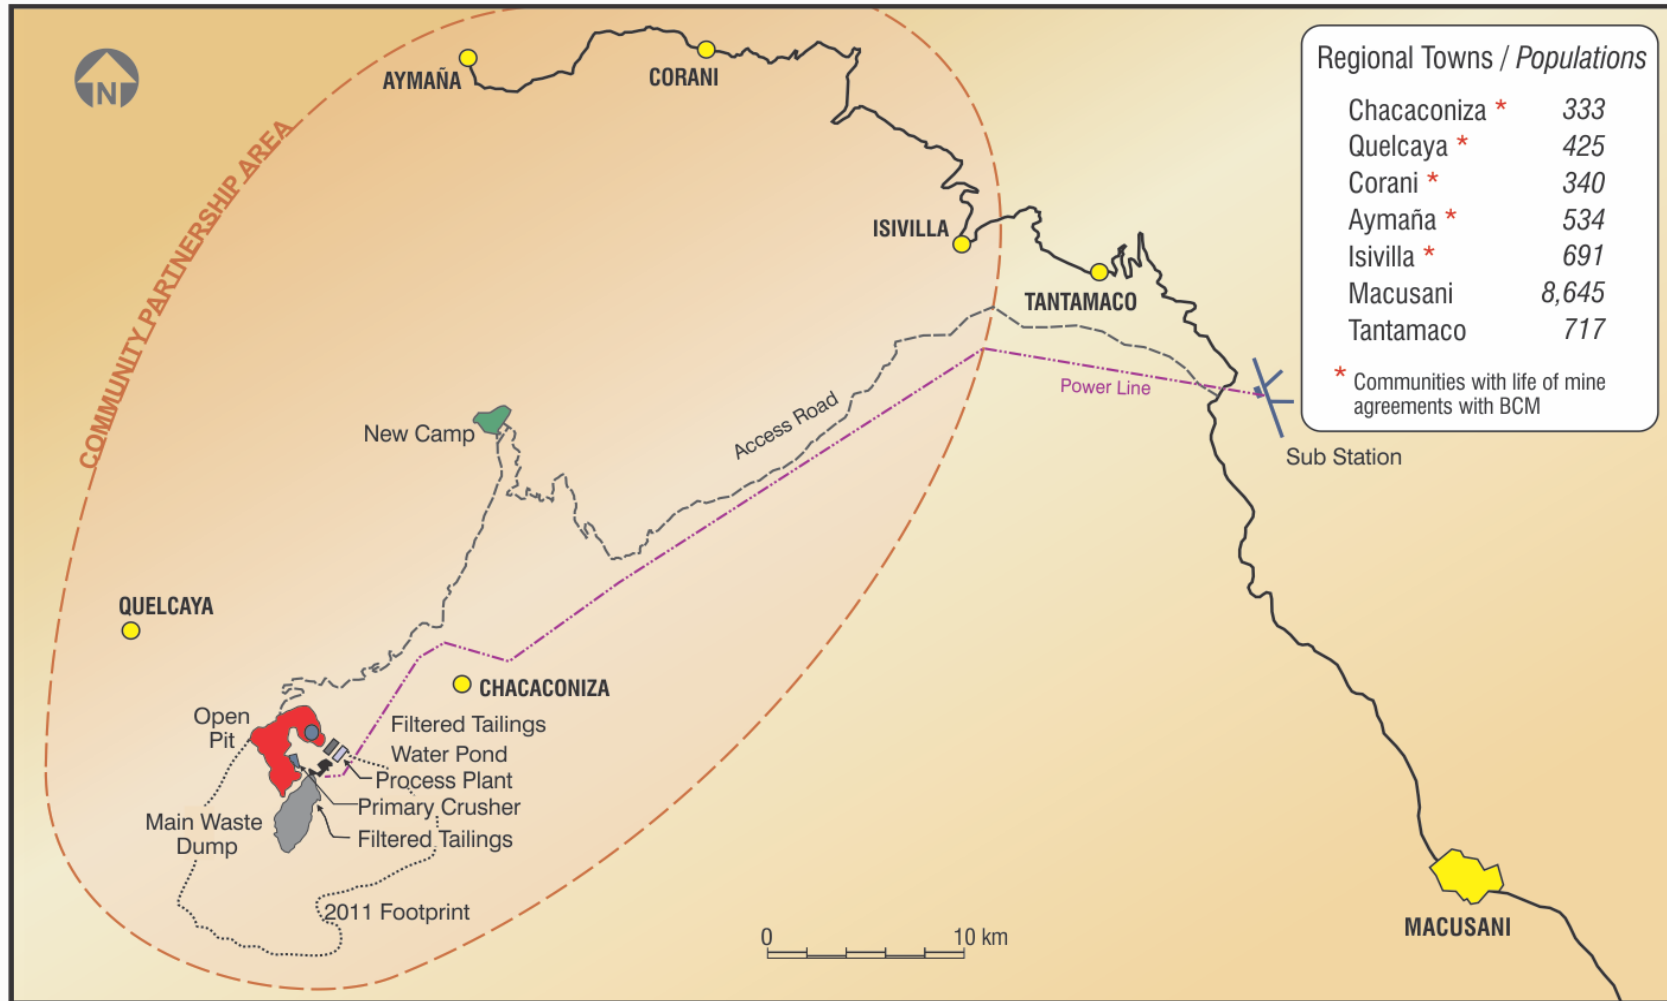 N
AYMAÑA
CORANI
COMMUNITY PARTNERSHIP AREA
ISIVILLA
TANTAMACO
Regional Towns / Populations
Chacaconiza * 333
Quelcaya * 425
Corani * 340
Aymaña * 534
Isivilla * 691
Macusani 8,645
Tantamaco 717
* Communities with life of mine
agreements with BCM
Power Line
Access Road
Sub Station
New Camp
QUELCAYA
CHACACONIZA
Open
Pit
Filtered Tailings
Water Pond
Process Plant
Primary Crusher
Main Waste
Dump
Filtered Tailings
2011 Footprint
0 10 km
MACUSANI